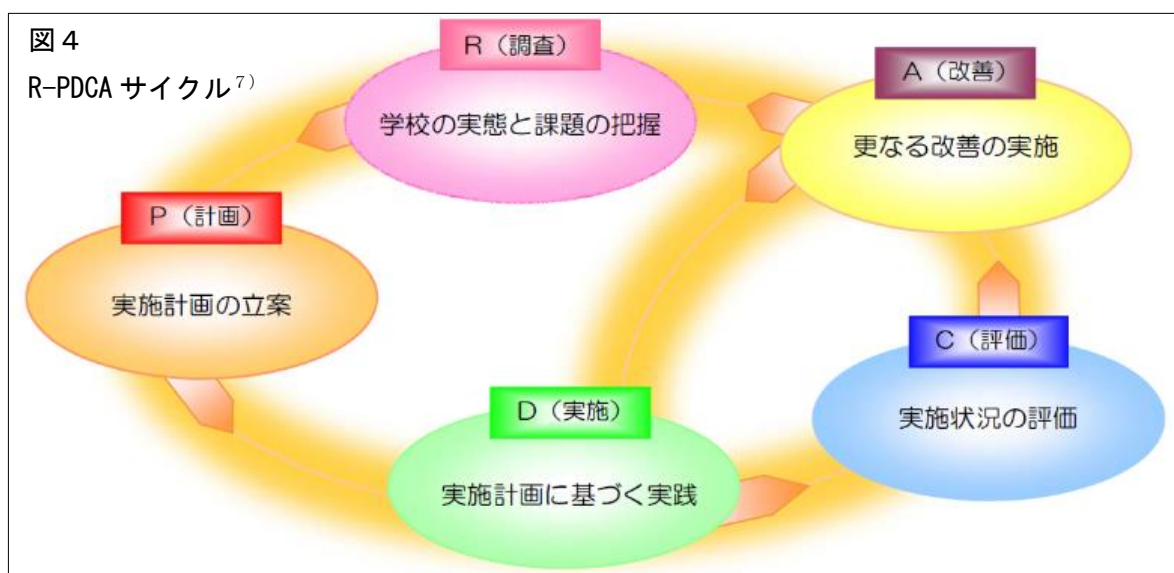 図4
R-PDCA サイクル⁷⁾
R（調査）
学校の実態と課題の把握
P（計画）
実施計画の立案
D（実施）
実施計画に基づく実践
C（評価）
実施状況の評価
A（改善）
更なる改善の実施